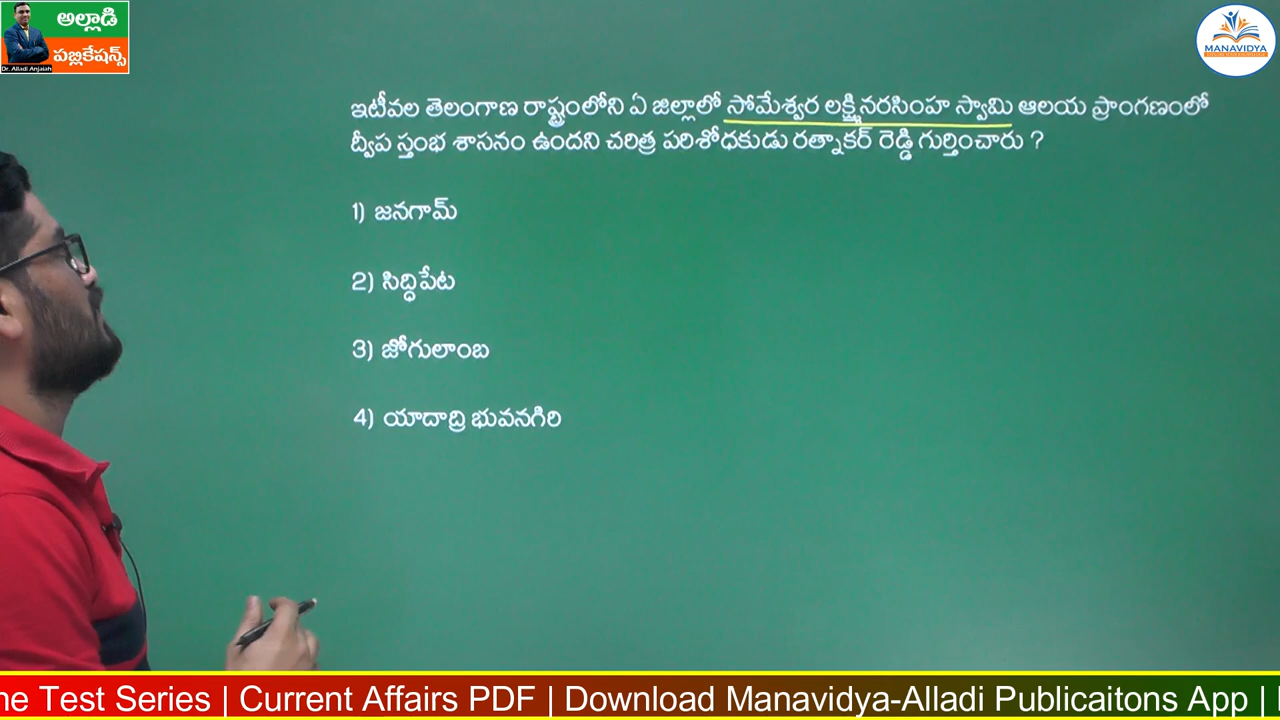 అల్లాడి
పబ్లికేషన్స్
Dr. Alladi Anjaiah
MANAVIDYA
ఇటీవల తెలంగాణ రాష్ట్రంలోని ఏ జిల్లాలో సోమేశ్వర లక్ష్మినరసింహ స్వామి ఆలయ ప్రాంగణంలో
ద్వీప స్తంభ శాసనం ఉందని చరిత్ర పరిశోధకుడు రత్నాకర్ రెడ్డి గుర్తించారు ?
1) జనగామ్
2) సిద్ధిపేట
3) జోగులాంబ
4) యాదాద్రి భువనగిరి
ne Test Series | Current Affairs PDF | Download Manavidya-Alladi Publicaitons App |